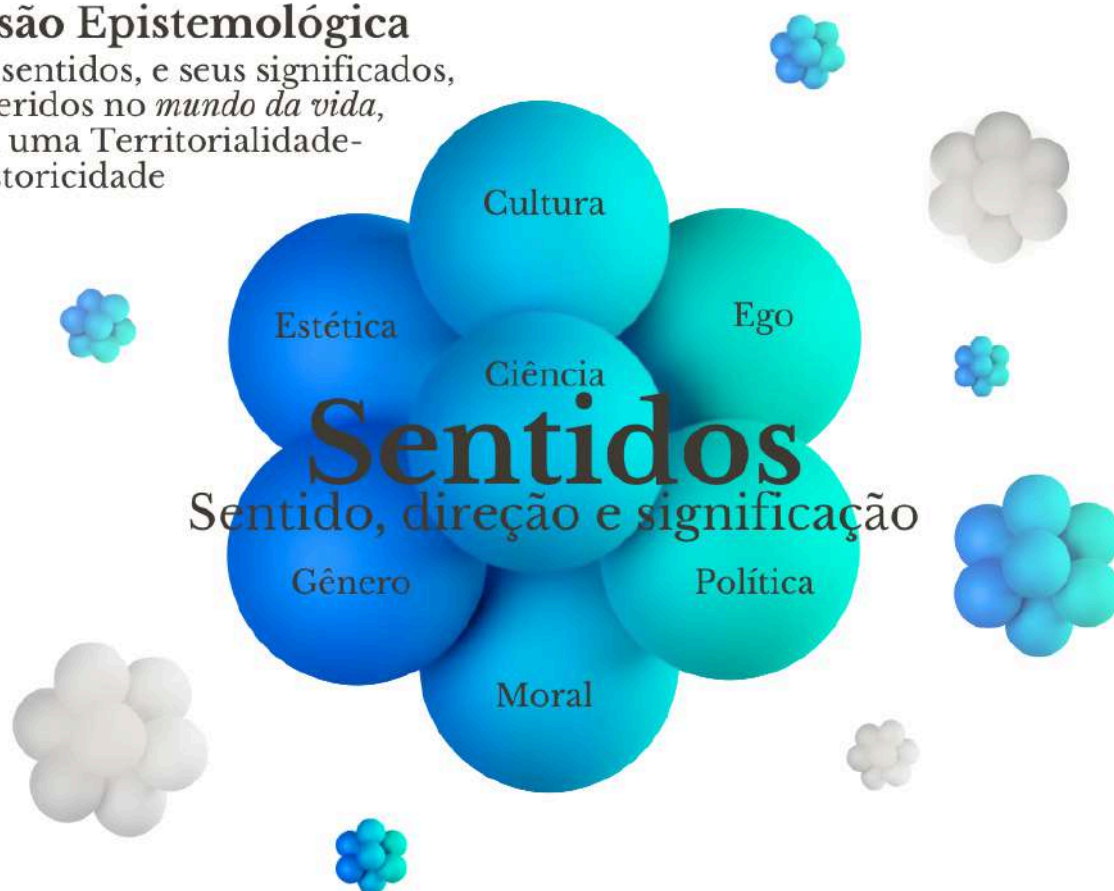 são Epistemológica
sentidos, e seus significados,
eridos no mundo da vida,
uma Territorialidade-
toricidade
Cultura
Estética
Ego
Ciência
Sentidos
Sentido, direção e significação
Gênero
Política
Moral